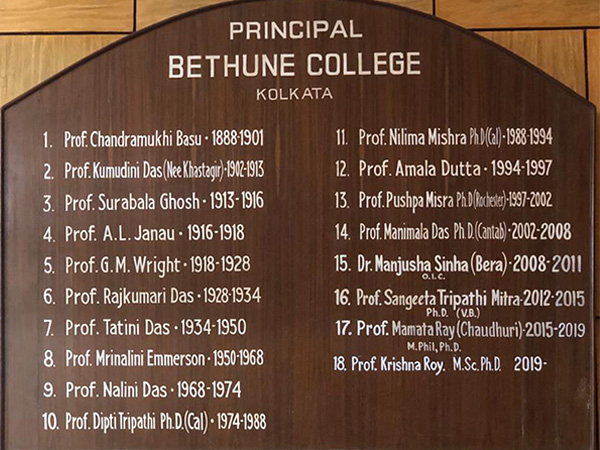 PRINCIPAL
BETHUNE COLLEGE
KOLKATA
1. Prof. Chandramukhi Basu • 1888-1901
2. Prof. Kumudini Das (Nee Khastagir) • 1902-1913
3. Prof. Surabala Ghosh • 1913-1916
4. Prof. A.L. Janau • 1916-1918
5. Prof. G.M. Wright • 1918-1928
6. Prof. Rajkumari Das • 1928-1934
7. Prof. Tatini Das • 1934-1950
8. Prof. Mrinalini Emmerson • 1950-1968
9. Prof. Nalini Das • 1968-1974
10. Prof. Dipti Tripathi Ph.D.(Cal) • 1974-1988
11. Prof. Nilima Mishra Ph.D(Cal) • 1988-1994
12. Prof. Amala Dutta • 1994-1997
13. Prof. Pushpa Misra Ph.D(Rochester) • 1997-2002
14. Prof. Manimala Das Ph.D.(Cantab) • 2002-2008
15. Dr. Manjusha Sinha (Bera) • 2008-2011
O.I.C.
16. Prof. Sangeeta Tripathi Mitra • 2012-2015
Ph.D. (V.B.)
17. Prof. Mamata Ray (Chaudhuri) • 2015-2019
M.Phil, Ph.D.
18. Prof. Krishna Roy. M.Sc. Ph.D. 2019-